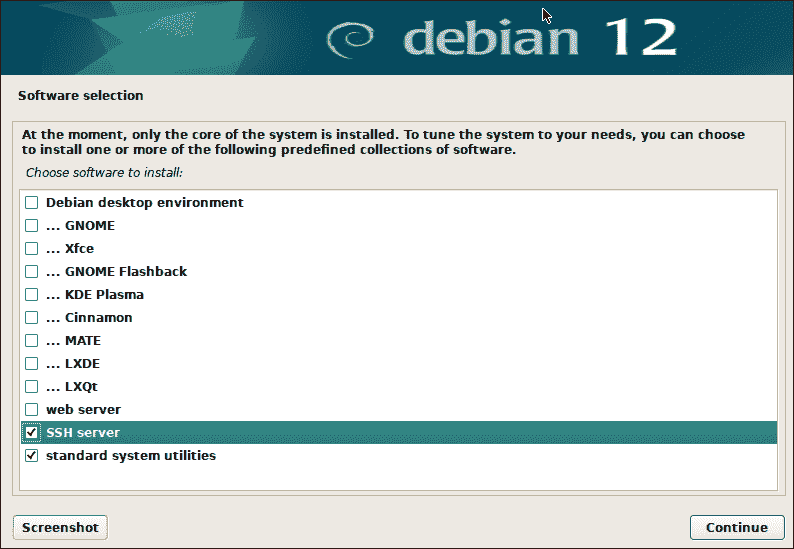 debian 12
Software selection
At the moment, only the core of the system is installed. To tune the system to your needs, you can choose
to install one or more of the following predefined collections of software.
Choose software to install:
Debian desktop environment
... GNOME
... Xfce
... GNOME Flashback
... KDE Plasma
... Cinnamon
... MATE
... LXDE
... LXQt
web server
SSH server
standard system utilities
Screenshot
Continue